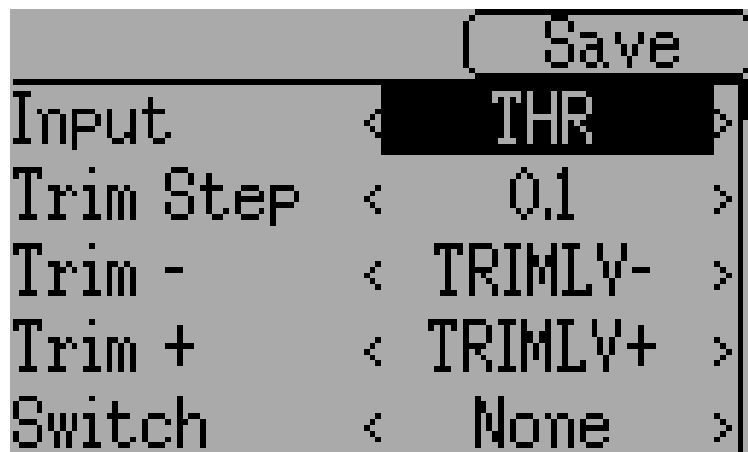 Save
Input < THR >
Trim Step < 0.1 >
Trim - < TRIMLV- >
Trim + < TRIMLV+ >
Switch < None >